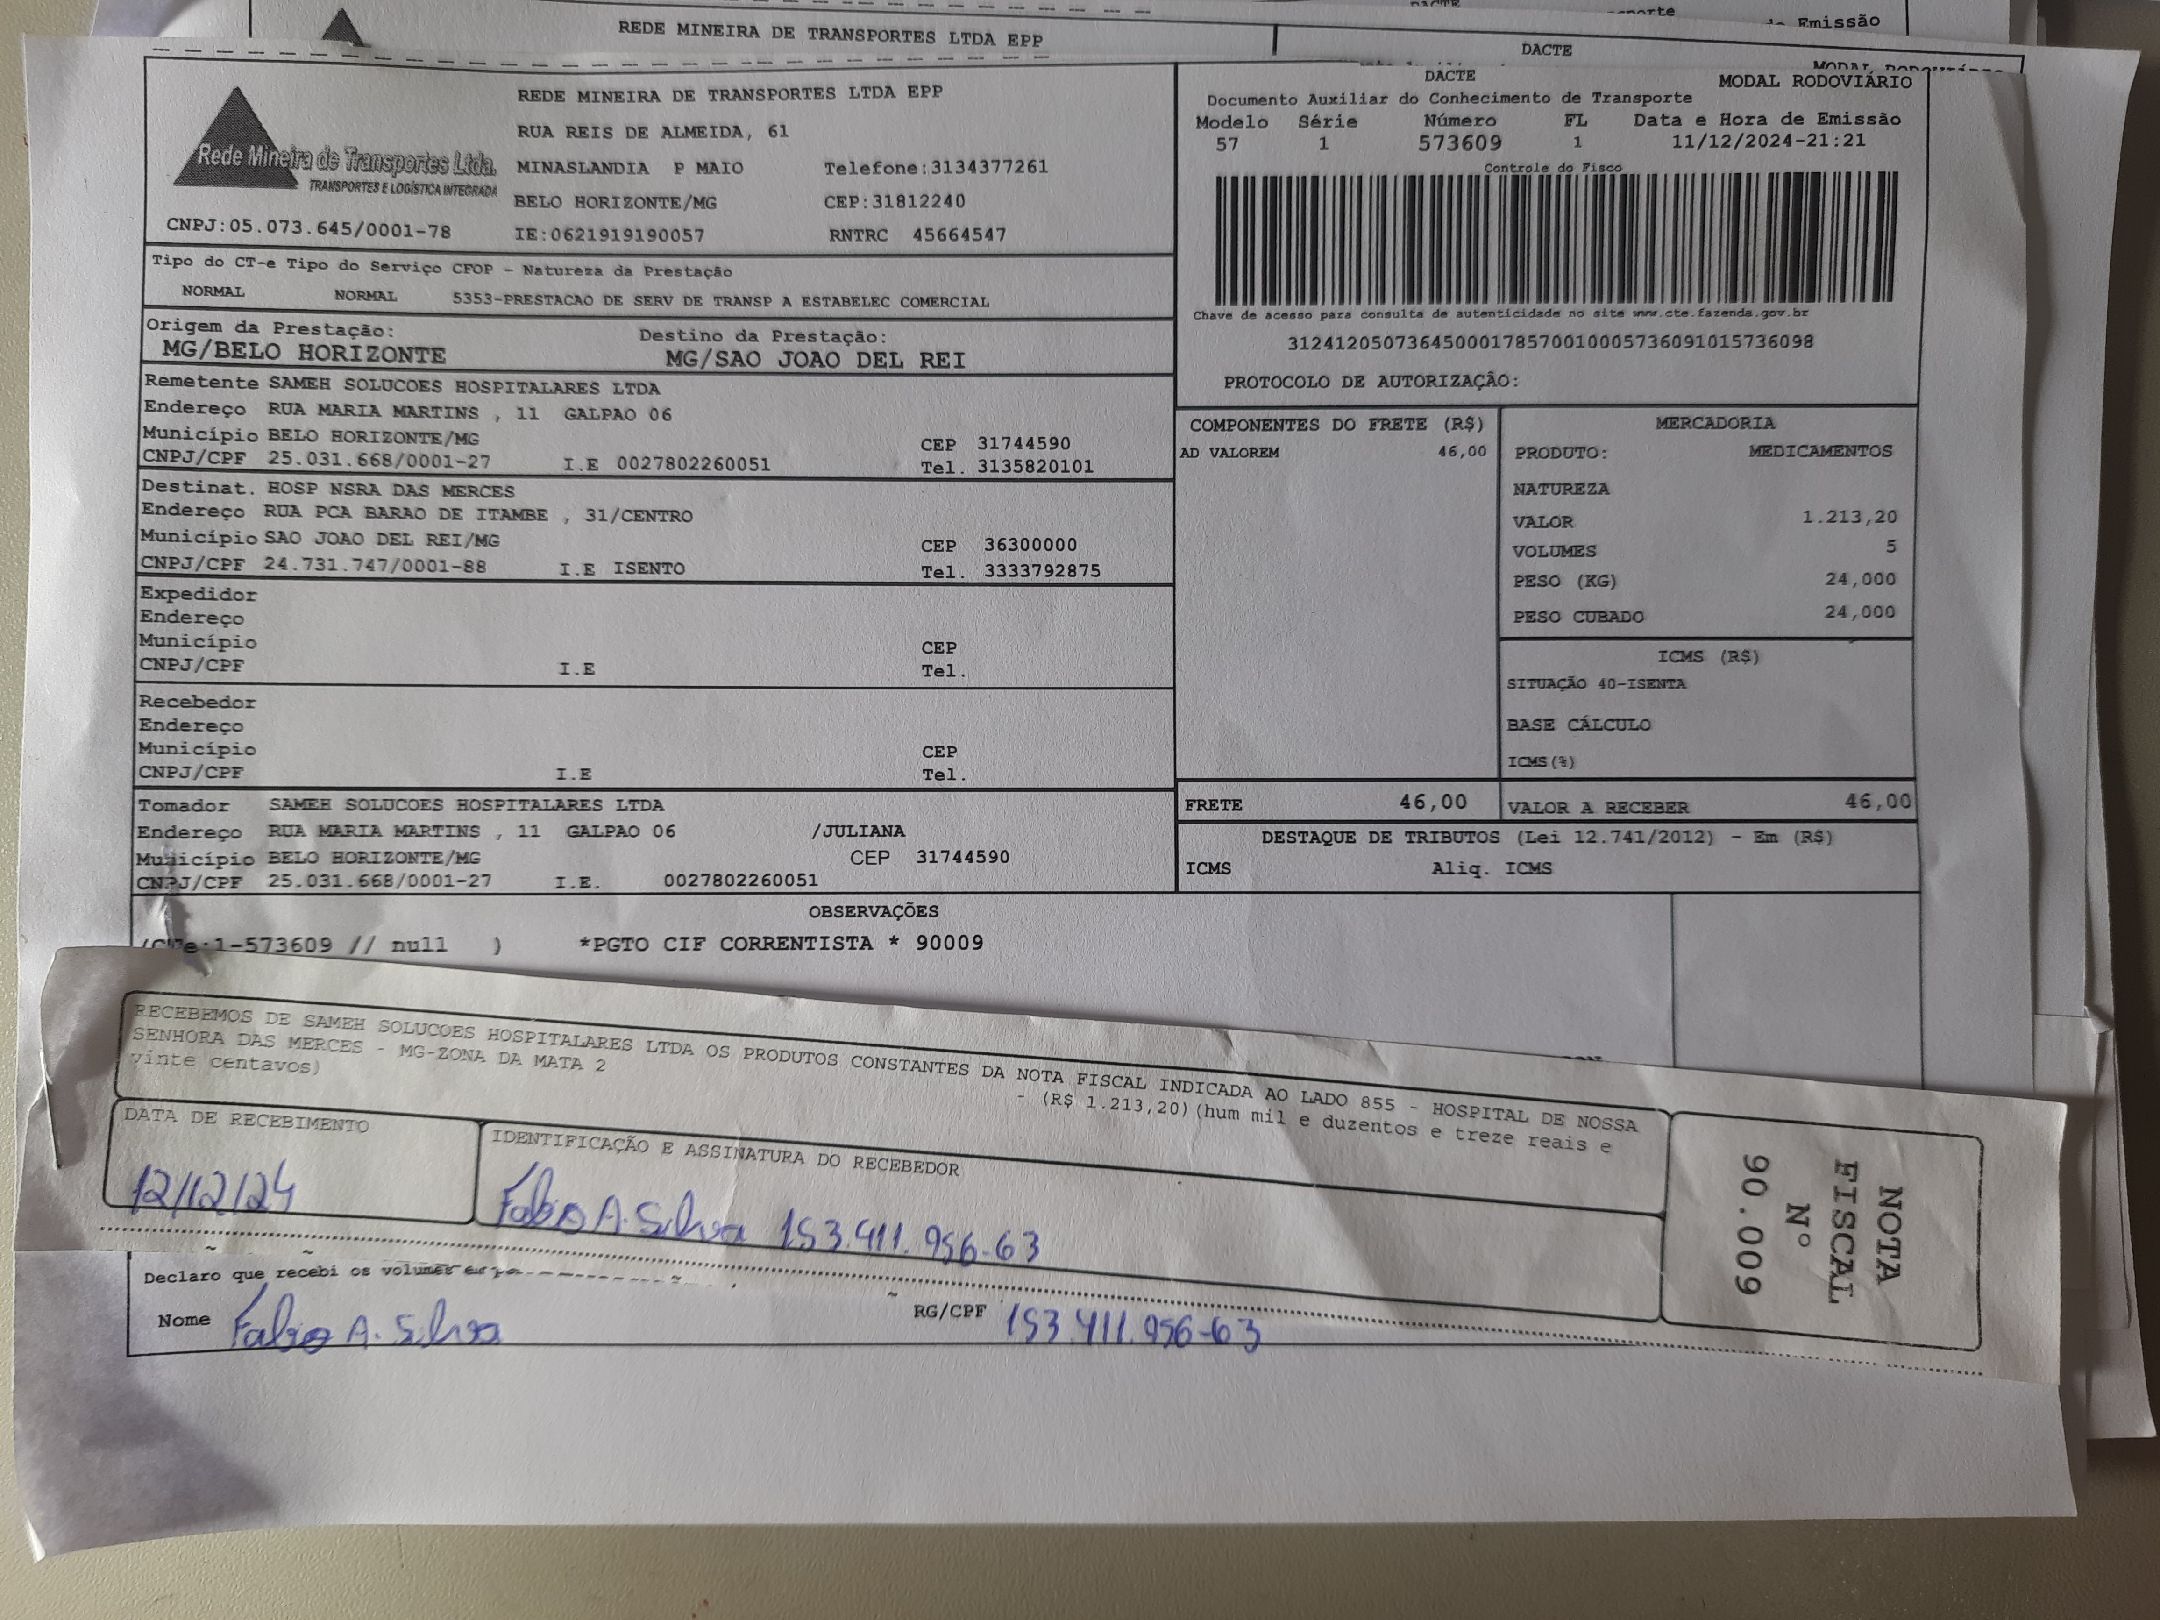 REDE MINEIRA DE TRANSPORTES LTDA EPP
DACTE
Emissão
REDE MINEIRA DE TRANSPORTES LTDA EPP
RUA REIS DE ALMEIDA, 61
MINASLANDIA P MAIO Telefone:3134377261
BELO HORIZONTE/MG CEP:31812240
IE:0621919190057 RNTRC 45664547
Rede Mineira de Transportes Ltda.
TRANSPORTES E LOGÍSTICA INTEGRADA
CNPJ:05.073.645/0001-78
DACTE MODAL RODOVIÁRIO
Documento Auxiliar do Conhecimento de Transporte
Modelo Série Número FL Data e Hora de Emissão
57 1 573609 1 11/12/2024-21:21
Controle do Fisco
Chave de acesso para consulta de autenticidade no site www.cte.fazenda.gov.br
31241205073645000178570010005736091015736098
PROTOCOLO DE AUTORIZAÇÃO:
Tipo do CT-e Tipo do Serviço CFOP - Natureza da Prestação
NORMAL NORMAL 5353-PRESTACAO DE SERV DE TRANSP A ESTABELEC COMERCIAL
Origem da Prestação: Destino da Prestação:
MG/BELO HORIZONTE MG/SAO JOAO DEL REI
Remetente SAMEH SOLUCOES HOSPITALARES LTDA
Endereço RUA MARIA MARTINS , 11 GALPAO 06
Município BELO HORIZONTE/MG CEP 31744590
CNPJ/CPF 25.031.668/0001-27 I.E 0027802260051 Tel. 3135820101
Destinat. HOSP NSRA DAS MERCES
Endereço RUA PCA BARAO DE ITAMBE , 31/CENTRO
Município SAO JOAO DEL REI/MG CEP 36300000
CNPJ/CPF 24.731.747/0001-88 I.E ISENTO Tel. 3333792875
Expedidor
Endereço
Município CEP
CNPJ/CPF I.E Tel.
Recebedor
Endereço
Município CEP
CNPJ/CPF I.E Tel.
Tomador SAMEH SOLUCOES HOSPITALARES LTDA
Endereço RUA MARIA MARTINS , 11 GALPAO 06 /JULIANA
Município BELO HORIZONTE/MG CEP 31744590
CNPJ/CPF 25.031.668/0001-27 I.E. 0027802260051
COMPONENTES DO FRETE (R$)
AD VALOREM 46,00
MERCADORIA
PRODUTO: MEDICAMENTOS
NATUREZA
VALOR 1.213,20
VOLUMES 5
PESO (KG) 24,000
PESO CUBADO 24,000
ICMS (R$)
SITUAÇÃO 40-ISENTA
BASE CÁLCULO
ICMS(%)
FRETE 46,00 VALOR A RECEBER 46,00
DESTAQUE DE TRIBUTOS (Lei 12.741/2012) - Em (R$)
ICMS Aliq. ICMS
OBSERVAÇÕES
1-573609 // null ) *PGTO CIF CORRENTISTA * 90009
RECEBEMOS DE SAMEH SOLUCOES HOSPITALARES LTDA OS PRODUTOS CONSTANTES DA NOTA FISCAL INDICADA AO LADO 855 - HOSPITAL DE NOSSA
SENHORA DAS MERCES - MG-ZONA DA MATA 2 - (R$ 1.213,20)(hum mil e duzentos e treze reais e
vinte centavos)
DATA DE RECEBIMENTO IDENTIFICAÇÃO E ASSINATURA DO RECEBEDOR
12/12/24 Fabio A. Silva 153.411.956-63
NOTA
FISCAL
Nº
90.009
Declaro que recebi os volumes
Nome Fabio A. Silva RG/CPF 153.411.956-63